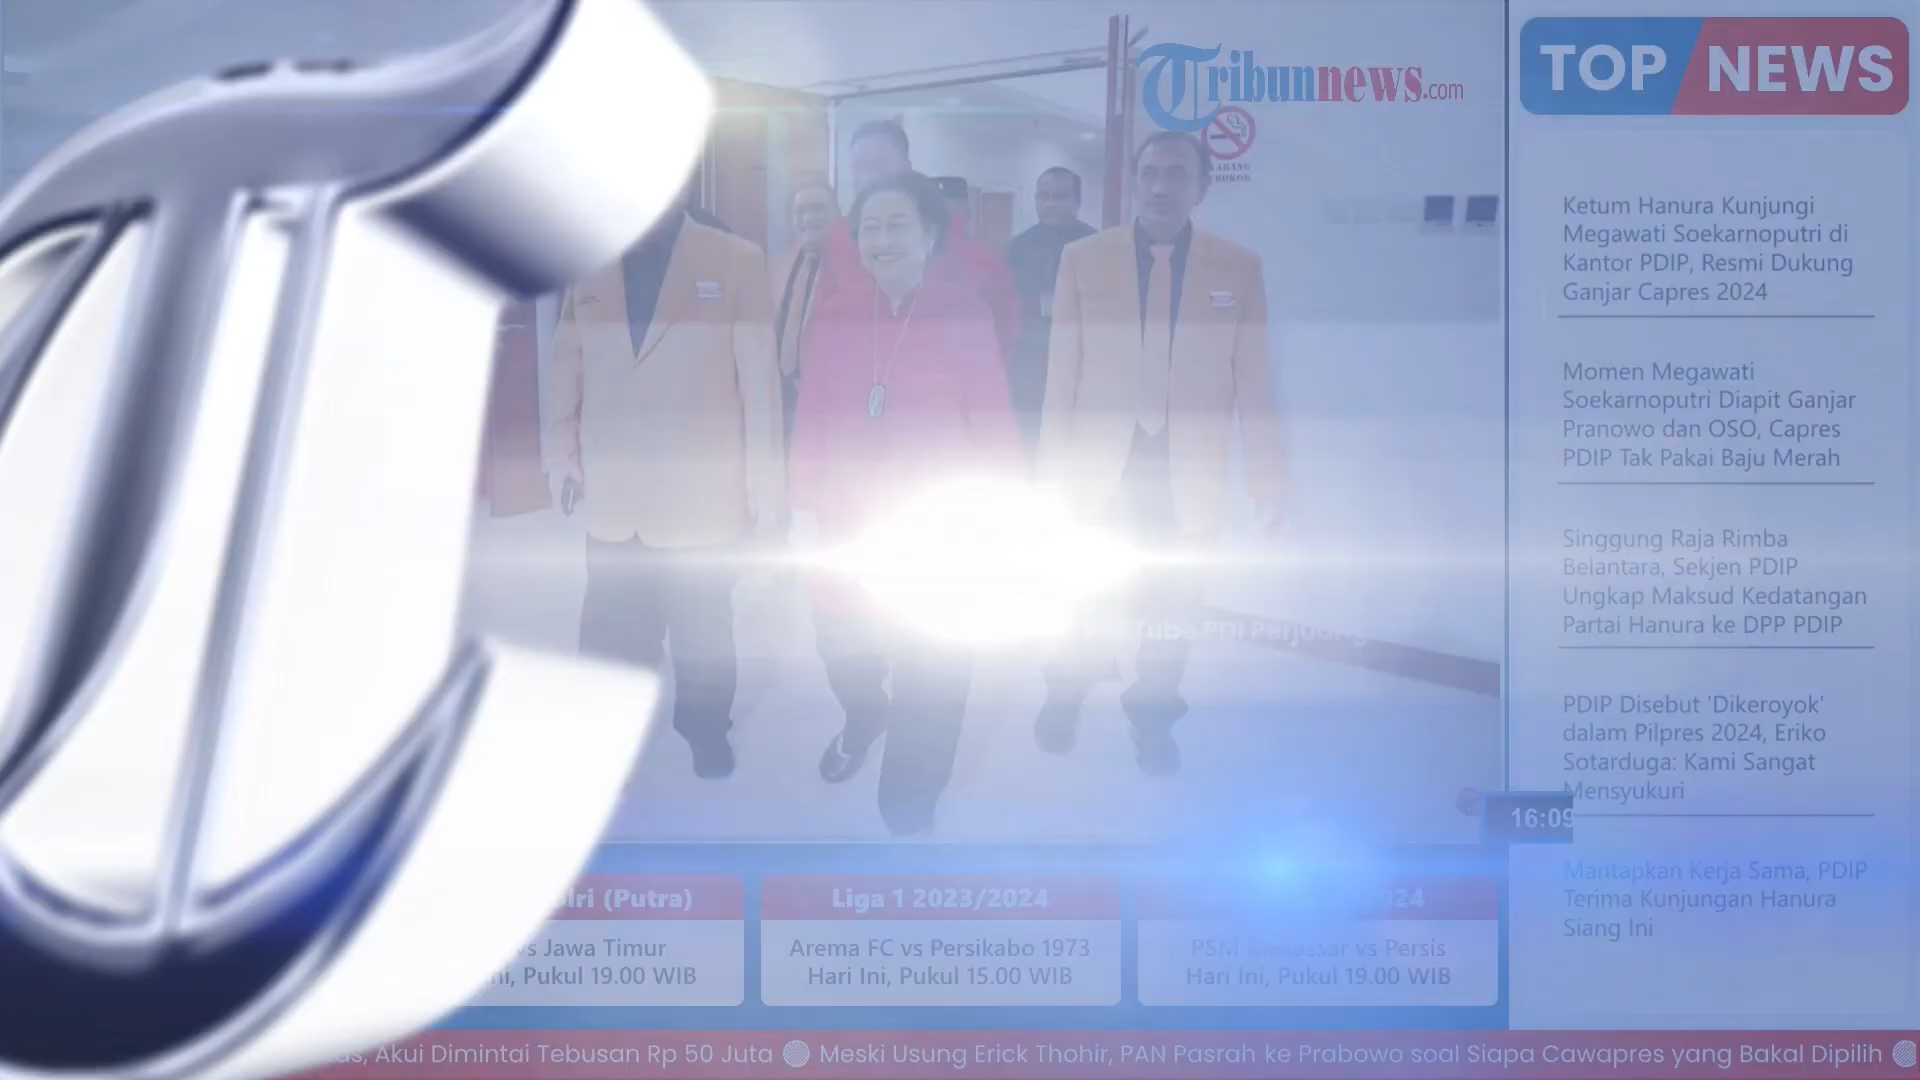 Tribunnews.com
TOP NEWS
Ketum Hanura Kunjungi
Megawati Soekarnoputri di
Kantor PDIP, Resmi Dukung
Ganjar Capres 2024
Momen Megawati
Soekarnoputri Diapit Ganjar
Pranowo dan OSO, Capres
PDIP Tak Pakai Baju Merah
Singgung Raja Rimba
Belantara, Sekjen PDIP
Ungkap Maksud Kedatangan
Partai Hanura ke DPP PDIP
PDIP Disebut 'Dikeroyok'
dalam Pilpres 2024, Eriko
Sotarduga: Kami Sangat
Mensyukuri
16:09
Mantapkan Kerja Sama, PDIP
Terima Kunjungan Hanura
Siang Ini
PDI Perjuang
(Putra)
vs Jawa Timur
Pukul 19.00 WIB
Liga 1 2023/2024
Arema FC vs Persikabo 1973
Hari Ini, Pukul 15.00 WIB
PSM Makassar vs Persis
Hari Ini, Pukul 19.00 WIB
Akui Dimintai Tebusan Rp 50 Juta Meski Usung Erick Thohir, PAN Pasrah ke Prabowo soal Siapa Cawapres yang Bakal Dipilih